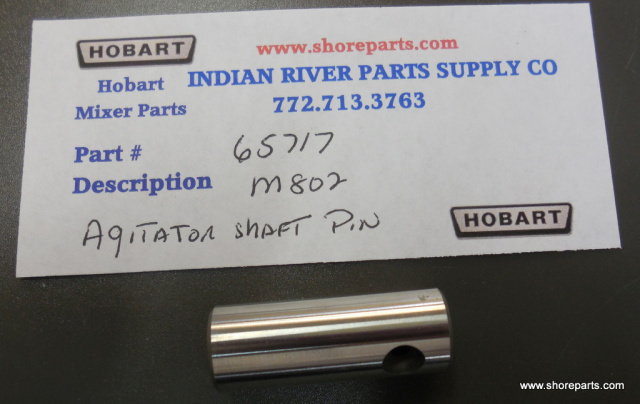 HOBART
www.shoreparts.com
Hobart INDIAN RIVER PARTS SUPPLY CO
Mixer Parts 772.713.3763
Part # 65717
Description M802
AgITATOR SHAFT PIN
HOBART
www.shoreparts.com